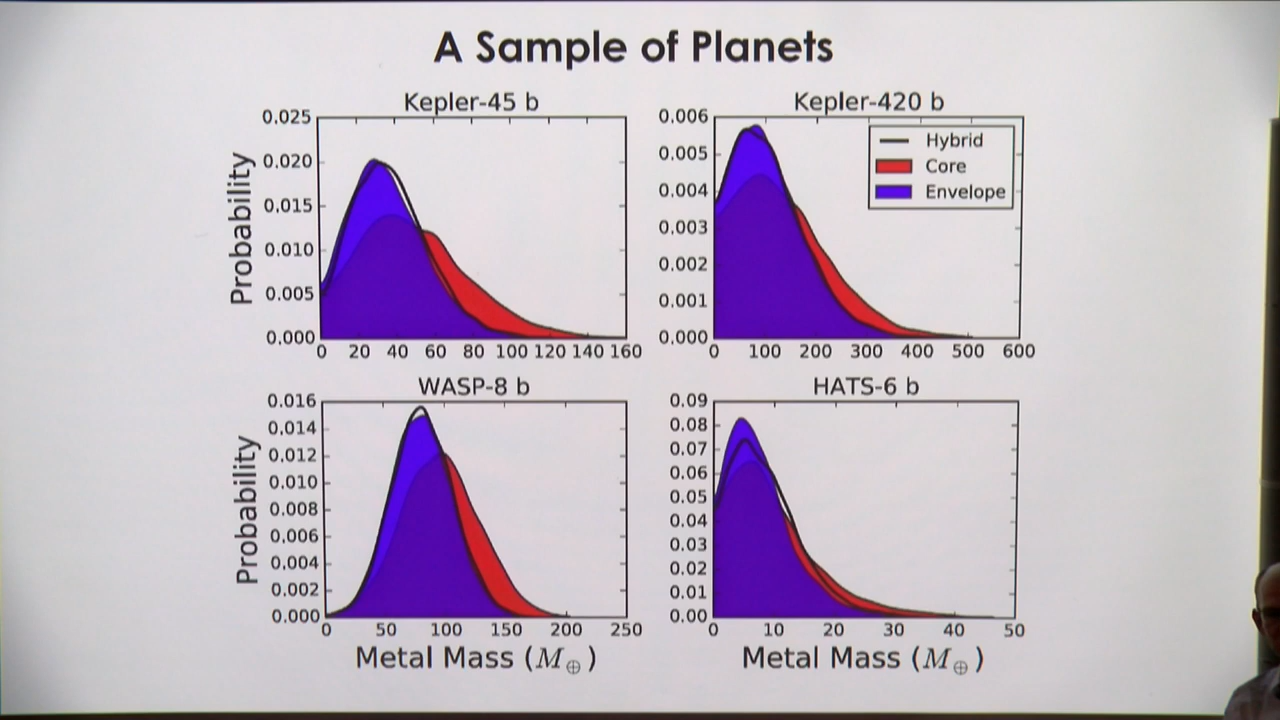 A Sample of Planets
Kepler-45 b
Probability
0.025
0.020
0.015
0.010
0.005
0.000
0 20 40 60 80 100 120 140 160
Kepler-420 b
0.006
0.005
0.004
0.003
0.002
0.001
0.000
0 100 200 300 400 500 600
Hybrid
Core
Envelope
WASP-8 b
Probability
0.016
0.014
0.012
0.010
0.008
0.006
0.004
0.002
0.000
0 50 100 150 200 250
Metal Mass (M⊕)
HATS-6 b
0.09
0.08
0.07
0.06
0.05
0.04
0.03
0.02
0.01
0.00
0 10 20 30 40 50
Metal Mass (M⊕)